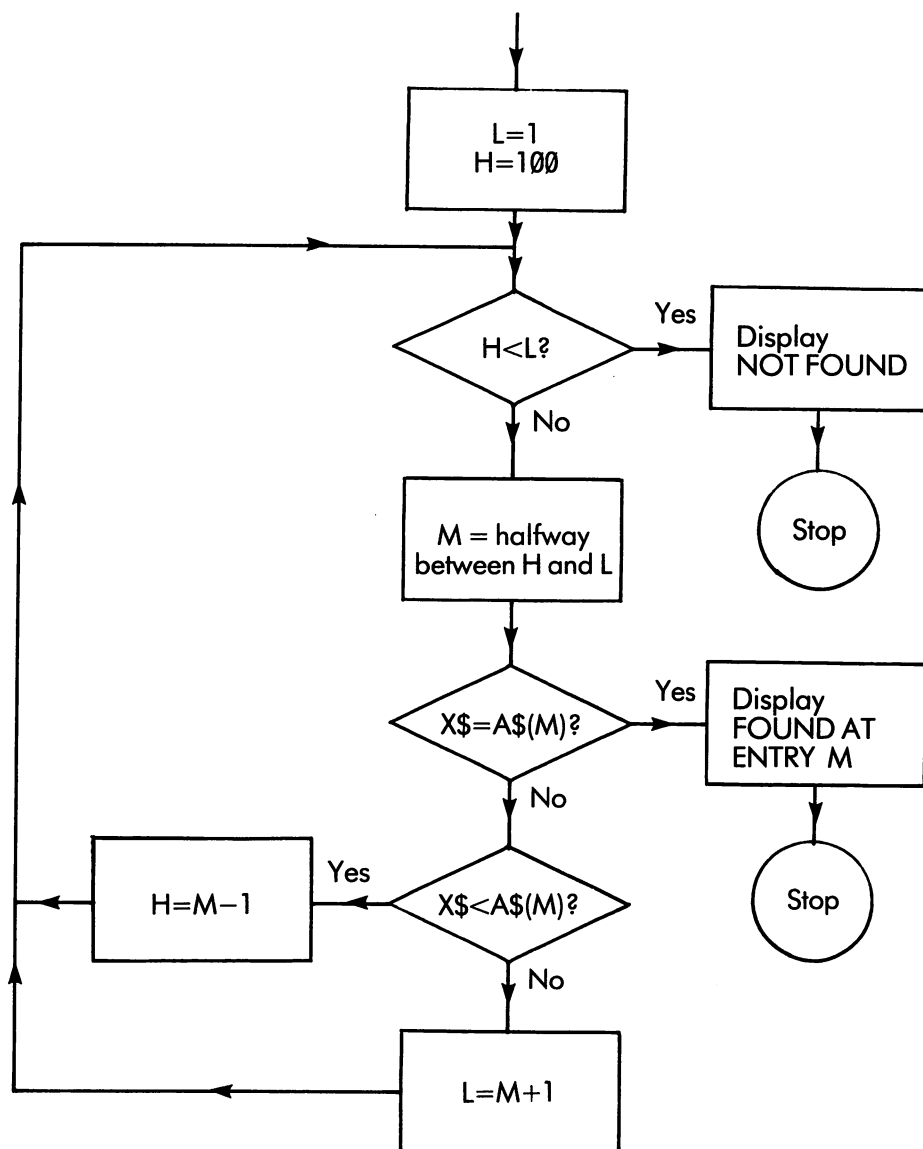 L=1
H=1ØØ
H<L?
Yes
Display
NOT FOUND
No
Stop
M = halfway
between H and L
X$=A$(M)?
Yes
Display
FOUND AT
ENTRY M
No
Stop
X$<A$(M)?
Yes
H=M−1
No
L=M+1